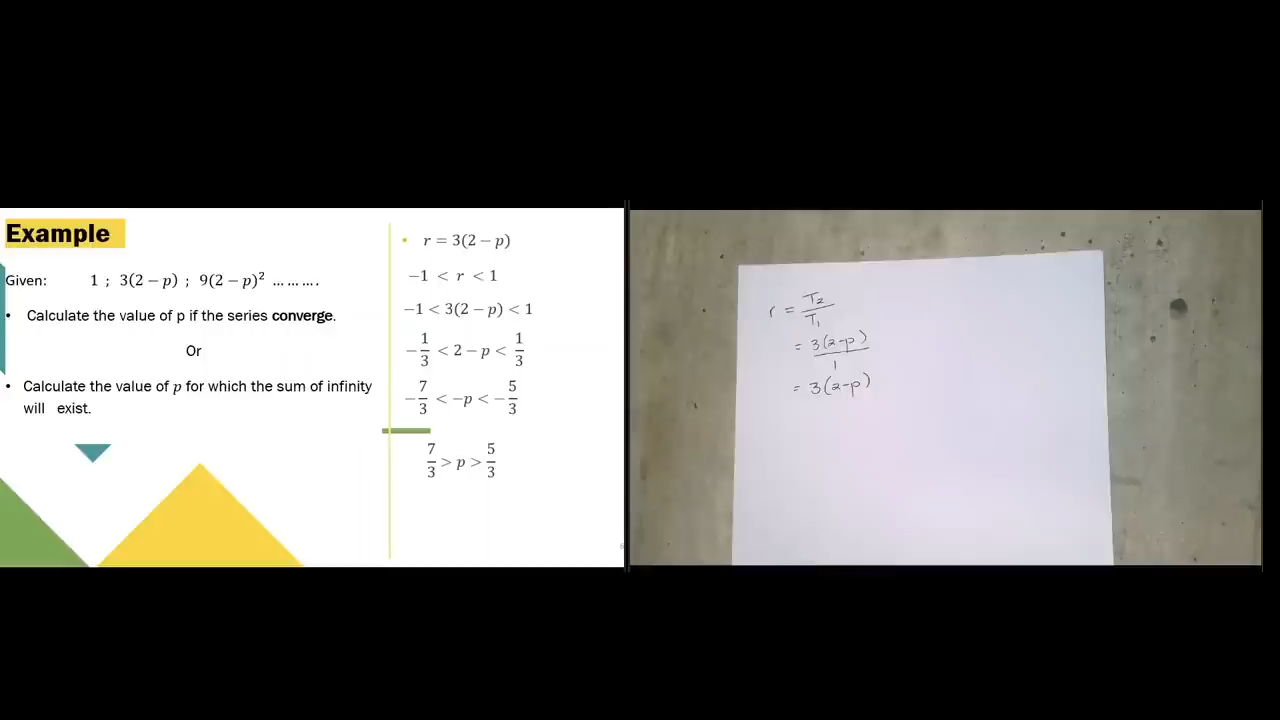 Example
Given: 1 ; 3(2 − p) ; 9(2 − p)² … … … .
• Calculate the value of p if the series converge.
Or
• Calculate the value of p for which the sum of infinity
will exist.
• r = 3(2 − p)
−1 < r < 1
−1 < 3(2 − p) < 1
−1/3 < 2 − p < 1/3
−7/3 < −p < −5/3
7/3 > p > 5/3
r = T₂/T₁
= 3(2-p)/1
= 3(2-p)